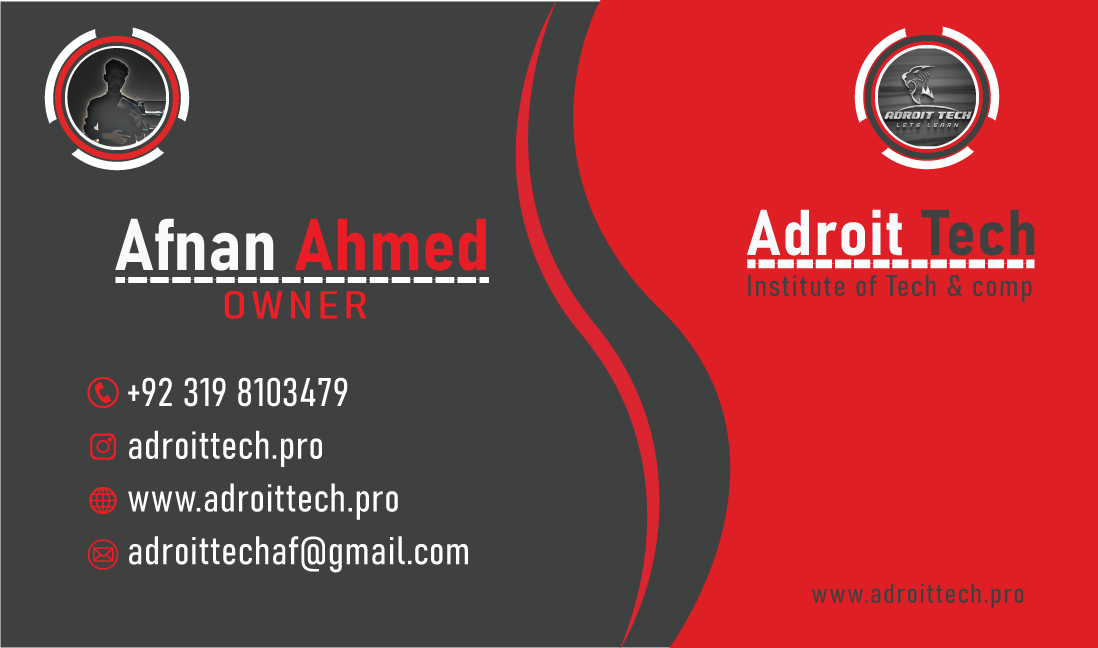 ADROIT TECH
LETS LEARN
Afnan Ahmed
OWNER
+92 319 8103479
adroittech.pro
www.adroittech.pro
adroittechaf@gmail.com
Adroit Tech
Institute of Tech & comp
www.adroittech.pro